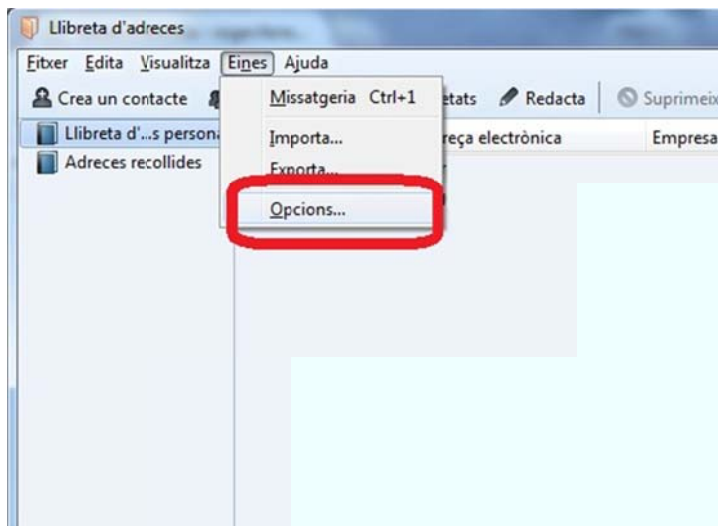 Llibreta d'adreces
Fitxer Edita Visualitza Eines Ajuda
Crea un contacte Missatgeria Ctrl+1 etats Redacta Suprimeix
Llibreta d'...s persona Importa... reça electrònica Empresa
Adreces recollides Exporta...
Opcions...